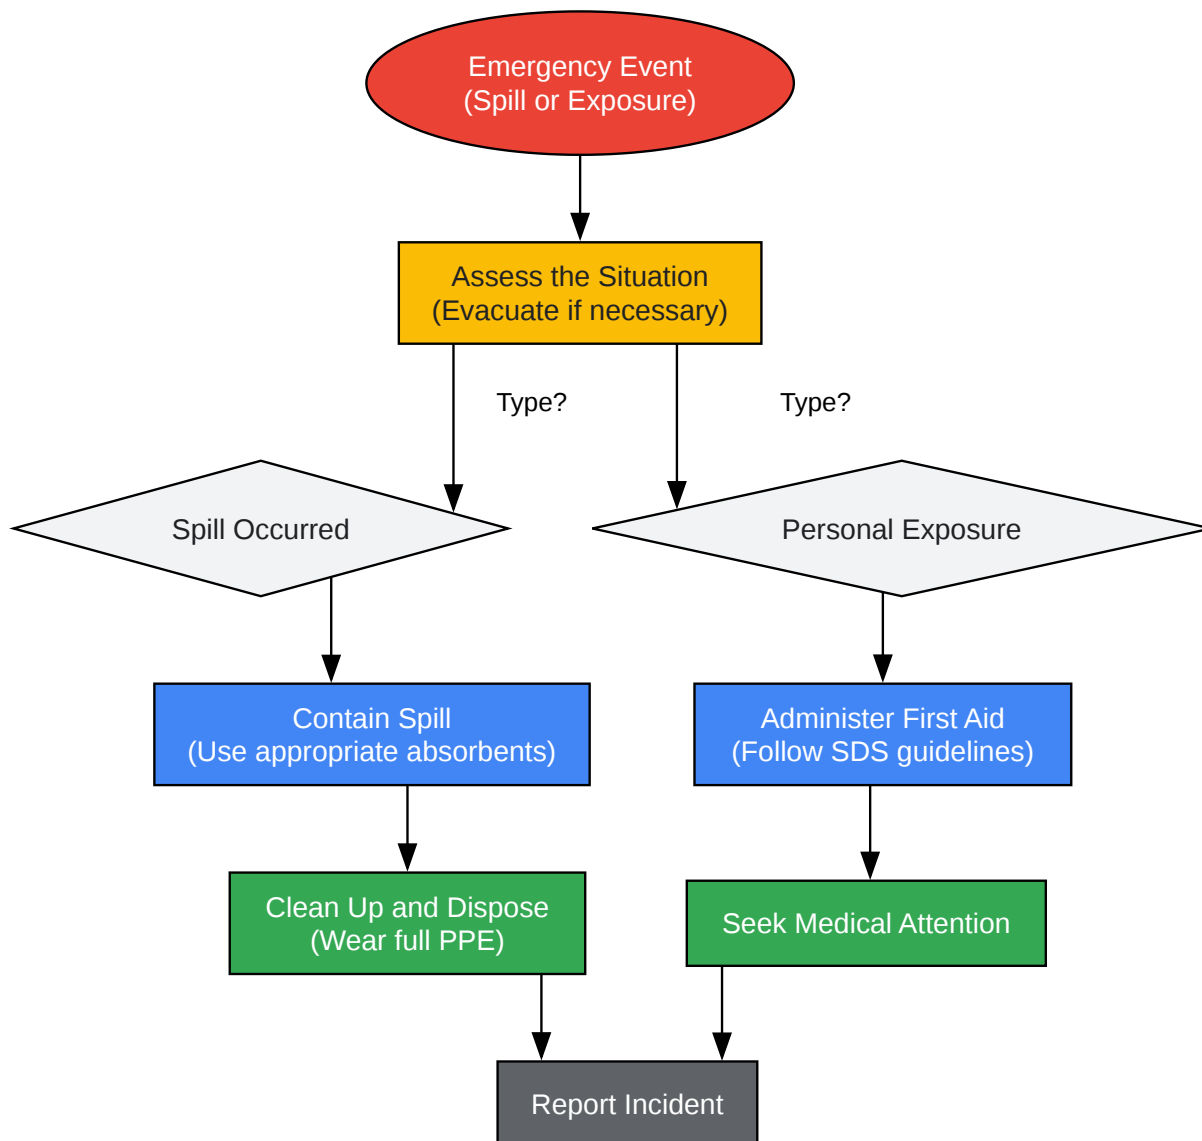 Emergency Event
(Spill or Exposure)
Assess the Situation
(Evacuate if necessary)
Type?
Type?
Spill Occurred
Personal Exposure
Contain Spill
(Use appropriate absorbents)
Administer First Aid
(Follow SDS guidelines)
Clean Up and Dispose
(Wear full PPE)
Seek Medical Attention
Report Incident